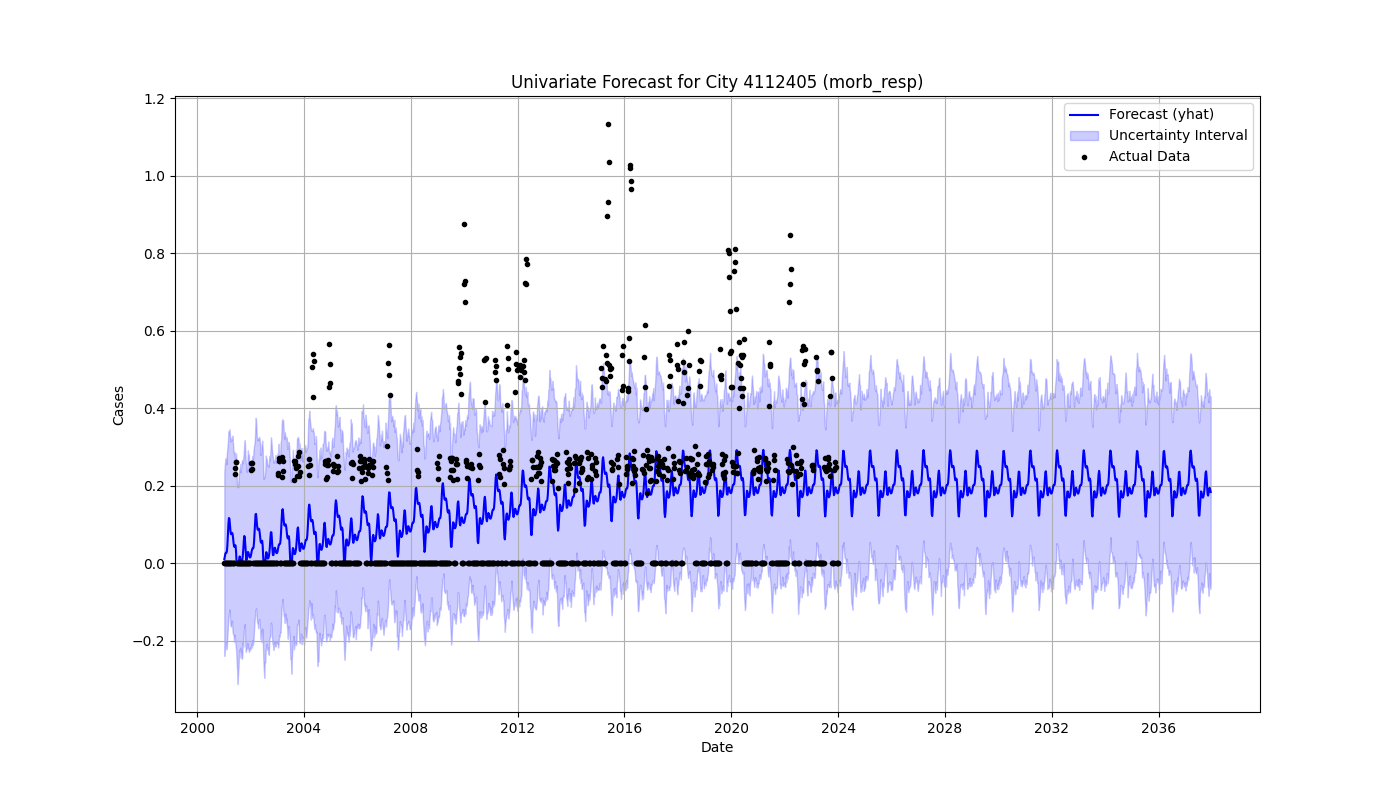 Univariate Forecast for City 4112405 (morb_resp)
Forecast (yhat)
Uncertainty Interval
Actual Data
Cases
1.2
1.0
0.8
0.6
0.4
0.2
0.0
−0.2
2000 2004 2008 2012 2016 2020 2024 2028 2032 2036
Date